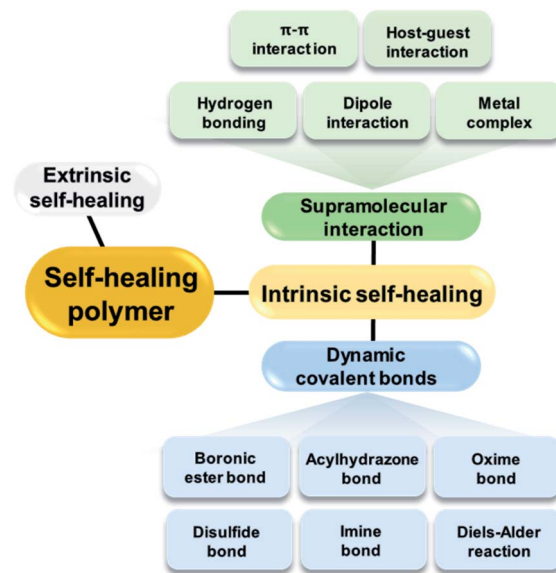 π-π
interaction
Host-guest
interaction
Hydrogen
bonding
Dipole
interaction
Metal
complex
Extrinsic
self-healing
Supramolecular
interaction
Self-healing
polymer
Intrinsic self-healing
Dynamic
covalent bonds
Boronic
ester bond
Acylhydrazone
bond
Oxime
bond
Disulfide
bond
Imine
bond
Diels-Alder
reaction